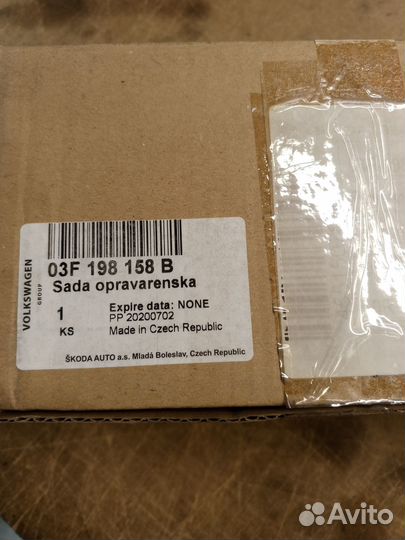 VOLKSWAGEN
GROUP
03F 198 158 B
Sada opravarenska
1
KS
Expire data: NONE
PP 20200702
Made in Czech Republic
ŠKODA AUTO a.s. Mladá Boleslav, Czech Republic
Avito